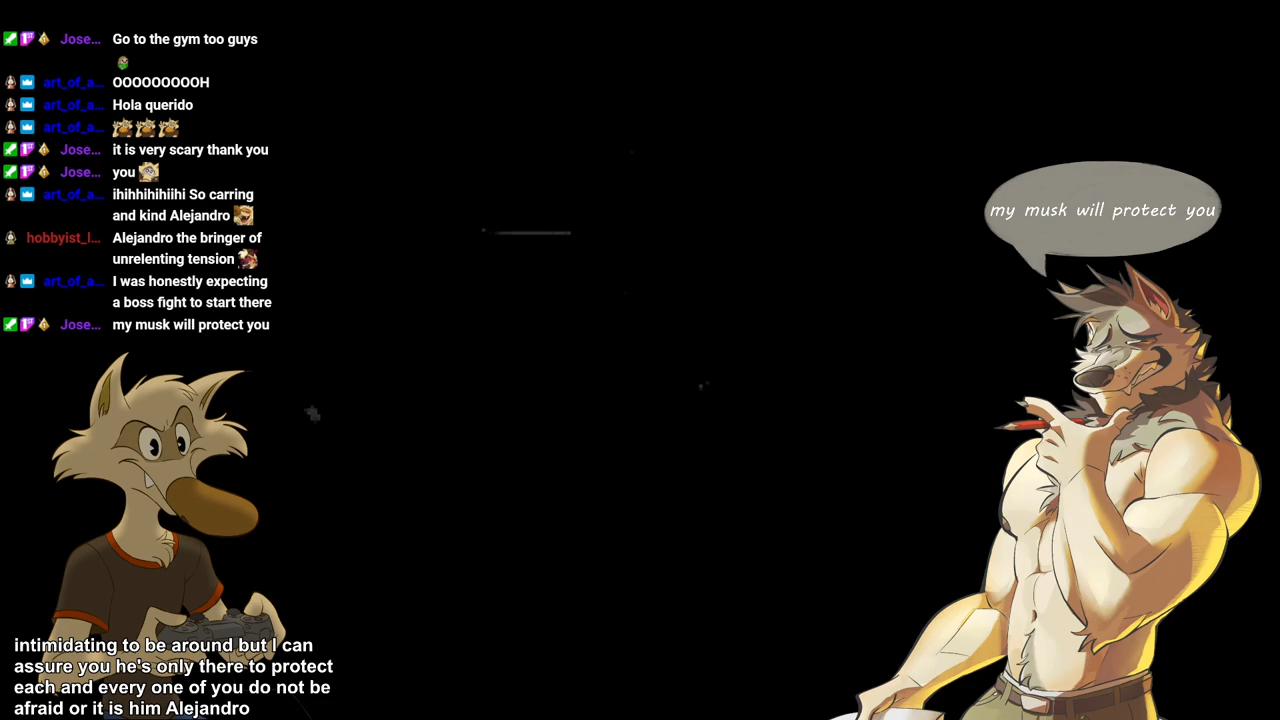 Jose... Go to the gym too guys
art_of_a... OOOOOOOOOH
art_of_a... Hola querido
art_of_a...
Jose... it is very scary thank you
Jose... you
art_of_a... ihihhihihiihi So carring
and kind Alejandro
hobbyist_l... Alejandro the bringer of
unrelenting tension
art_of_a... I was honestly expecting
a boss fight to start there
Jose... my musk will protect you
my musk will protect you
intimidating to be around but I can
assure you he's only there to protect
each and every one of you do not be
afraid or it is him Alejandro